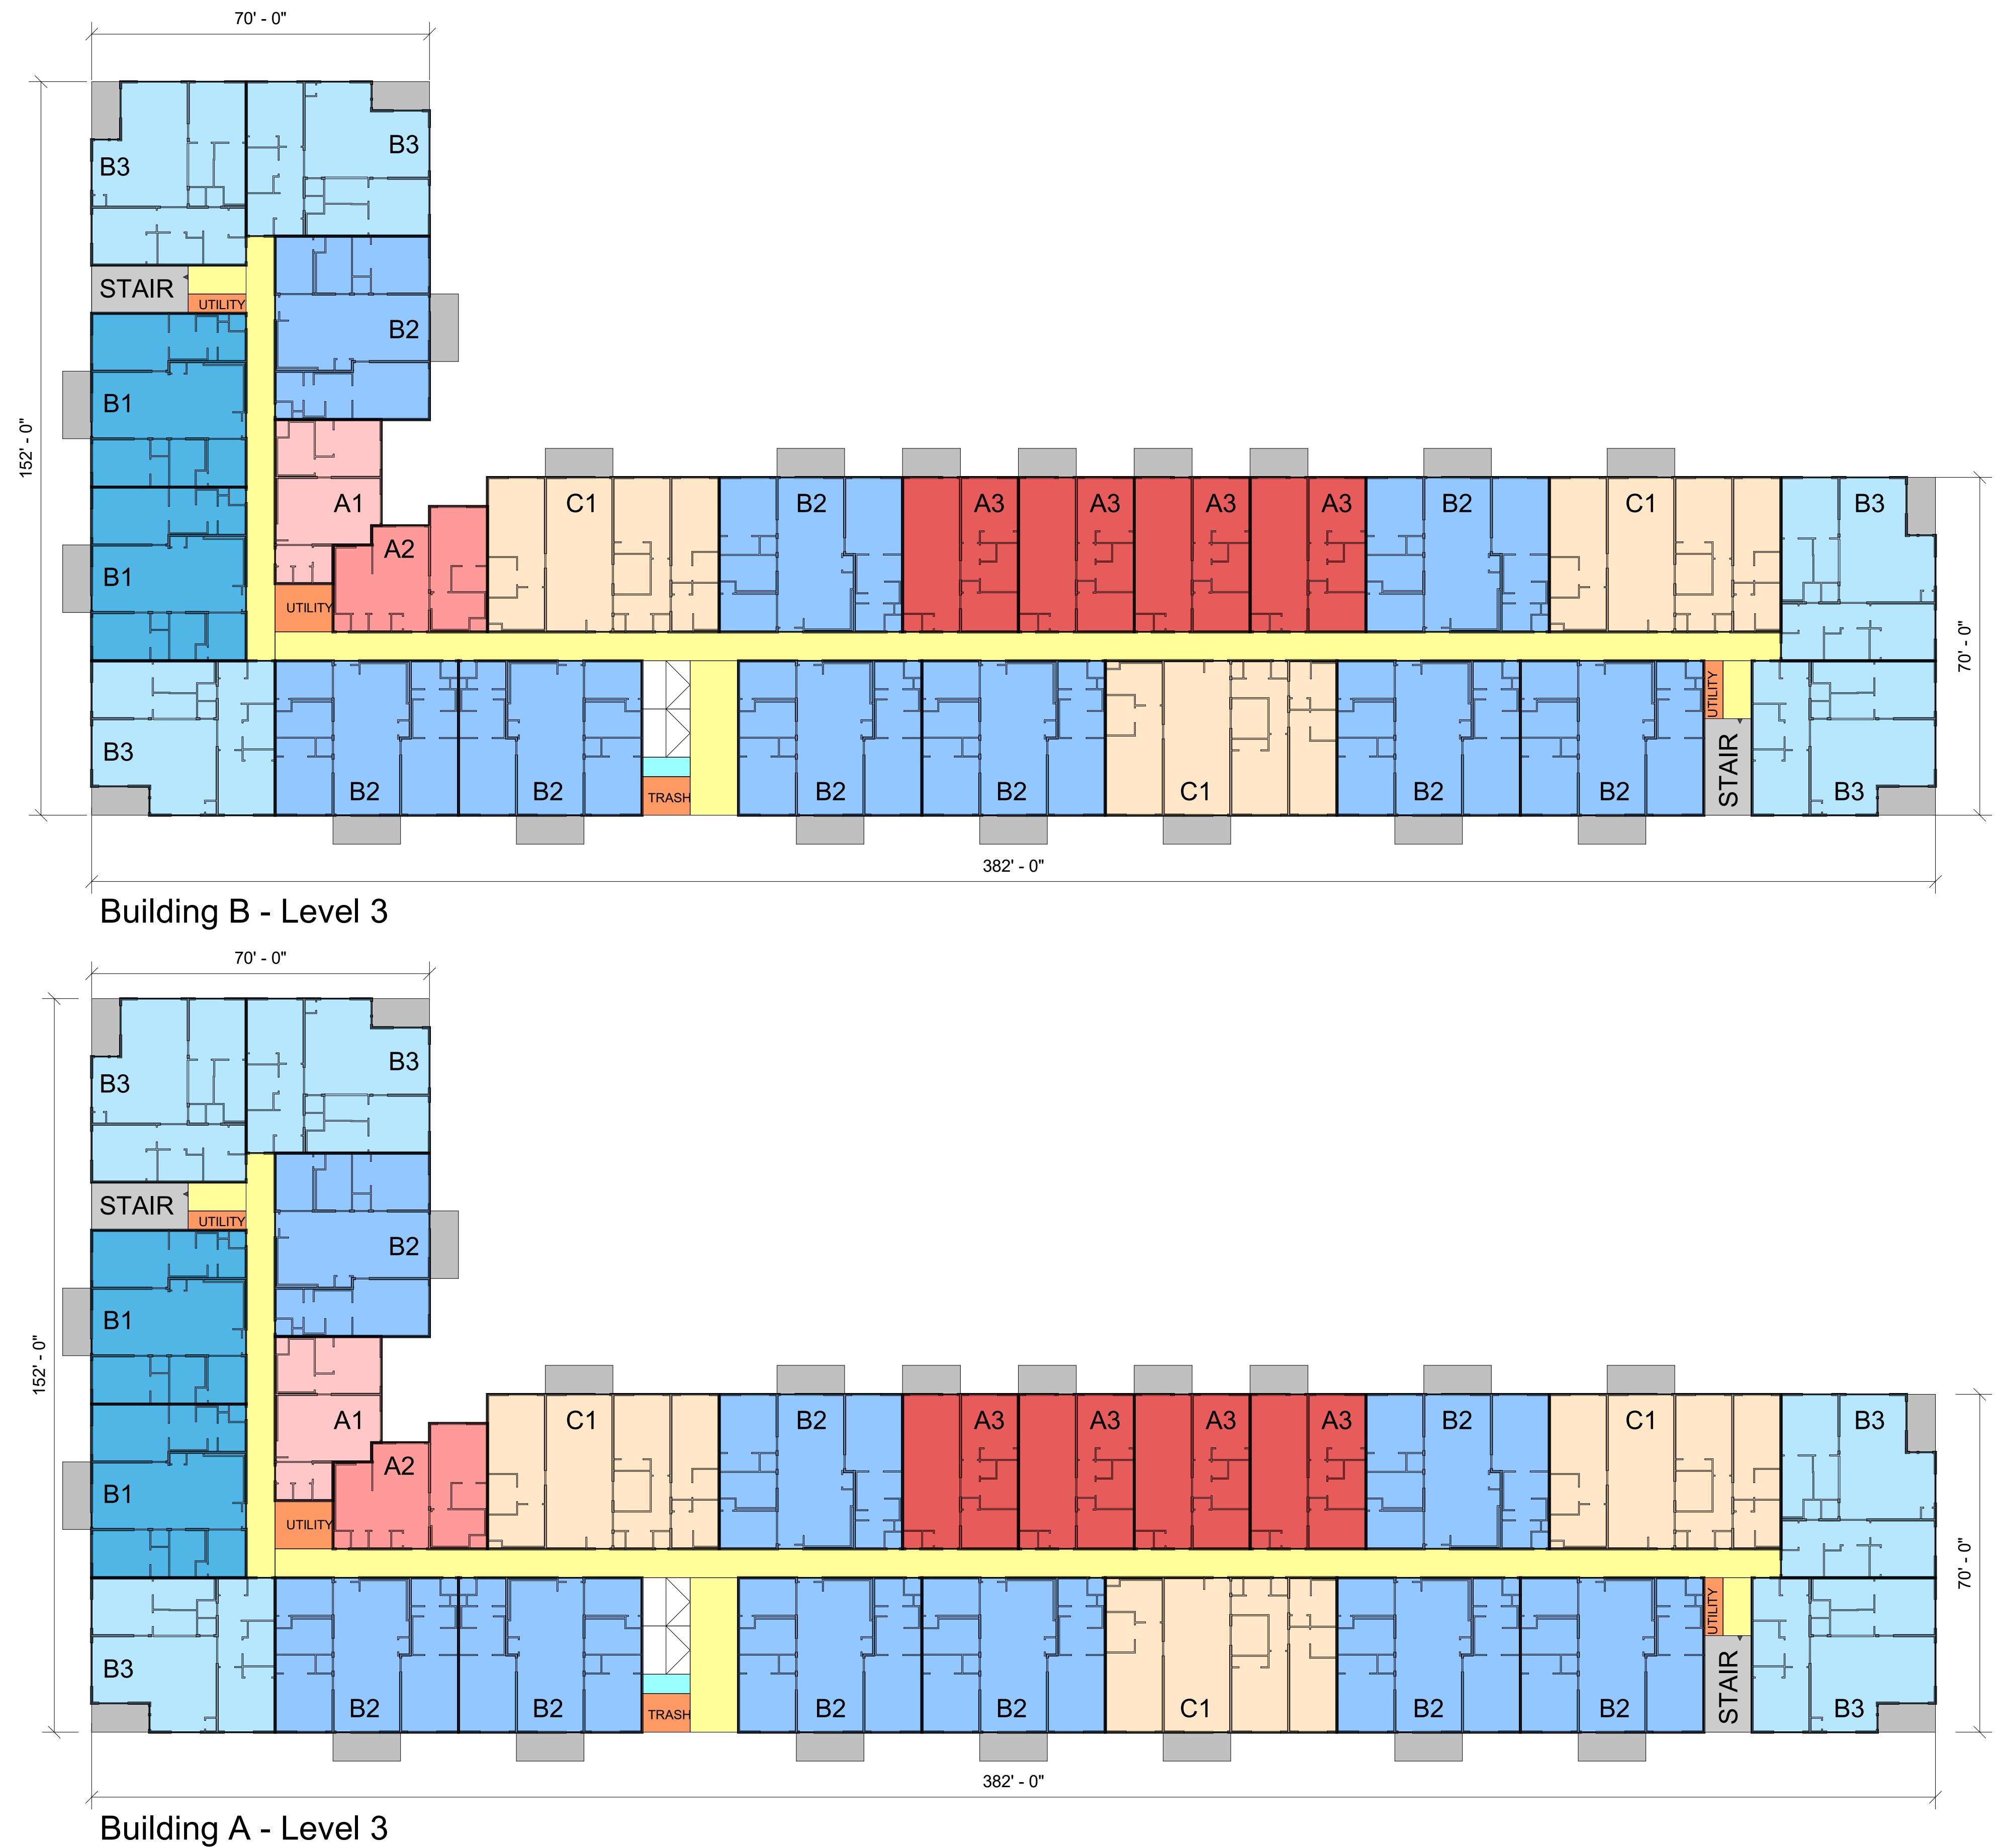 70' - 0"
B3
B3
STAIR
UTILITY
B2
B1
152' - 0"
A1
C1
B2
A3
A3
A3
A3
B2
C1
B3
A2
B1
UTILITY
70' - 0"
UTILITY
B3
STAIR
B2
B2
TRASH
B2
B2
C1
B2
B2
B3
382' - 0"
Building B - Level 3
70' - 0"
B3
B3
STAIR
UTILITY
B2
B1
152' - 0"
A1
C1
B2
A3
A3
A3
A3
B2
C1
B3
A2
B1
UTILITY
70' - 0"
UTILITY
B3
STAIR
B2
B2
TRASH
B2
B2
C1
B2
B2
B3
382' - 0"
Building A - Level 3